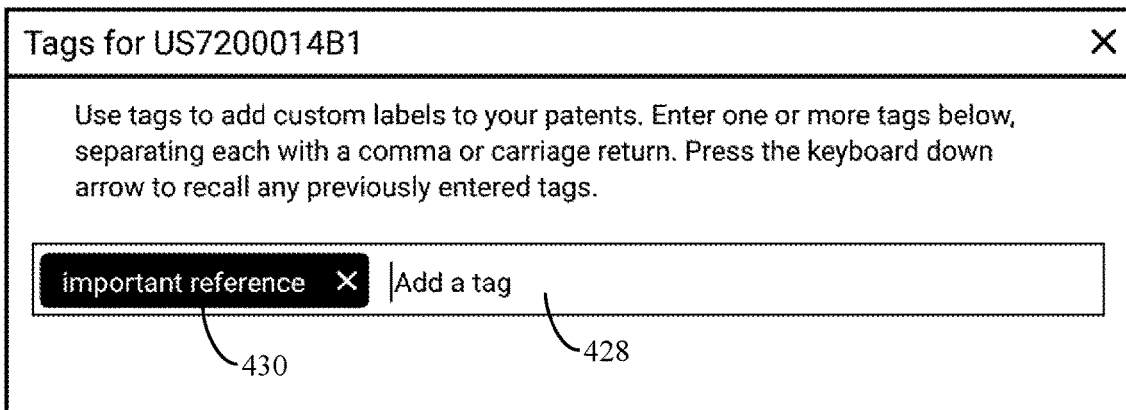 Tags for US7200014B1 ×
Use tags to add custom labels to your patents. Enter one or more tags below,
separating each with a comma or carriage return. Press the keyboard down
arrow to recall any previously entered tags.
important reference × Add a tag
430 428